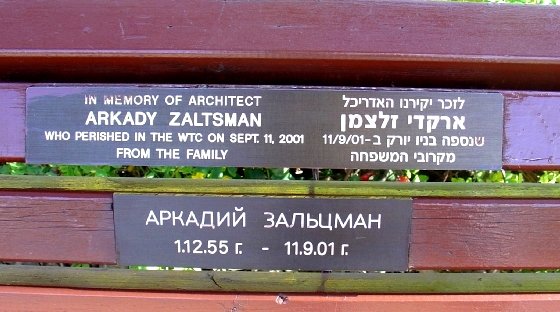 IN MEMORY OF ARCHITECT
ARKADY ZALTSMAN
WHO PERISHED IN THE WTC ON SEPT. 11, 2001
FROM THE FAMILY
לזכר יקירנו האדריכל
ארקדי זלצמן
שנספה בניו יורק ב-11/9/01
מקרובי המשפחה
АРКАДИЙ ЗАЛЬЦМАН
1.12.55 г. - 11.9.01 г.